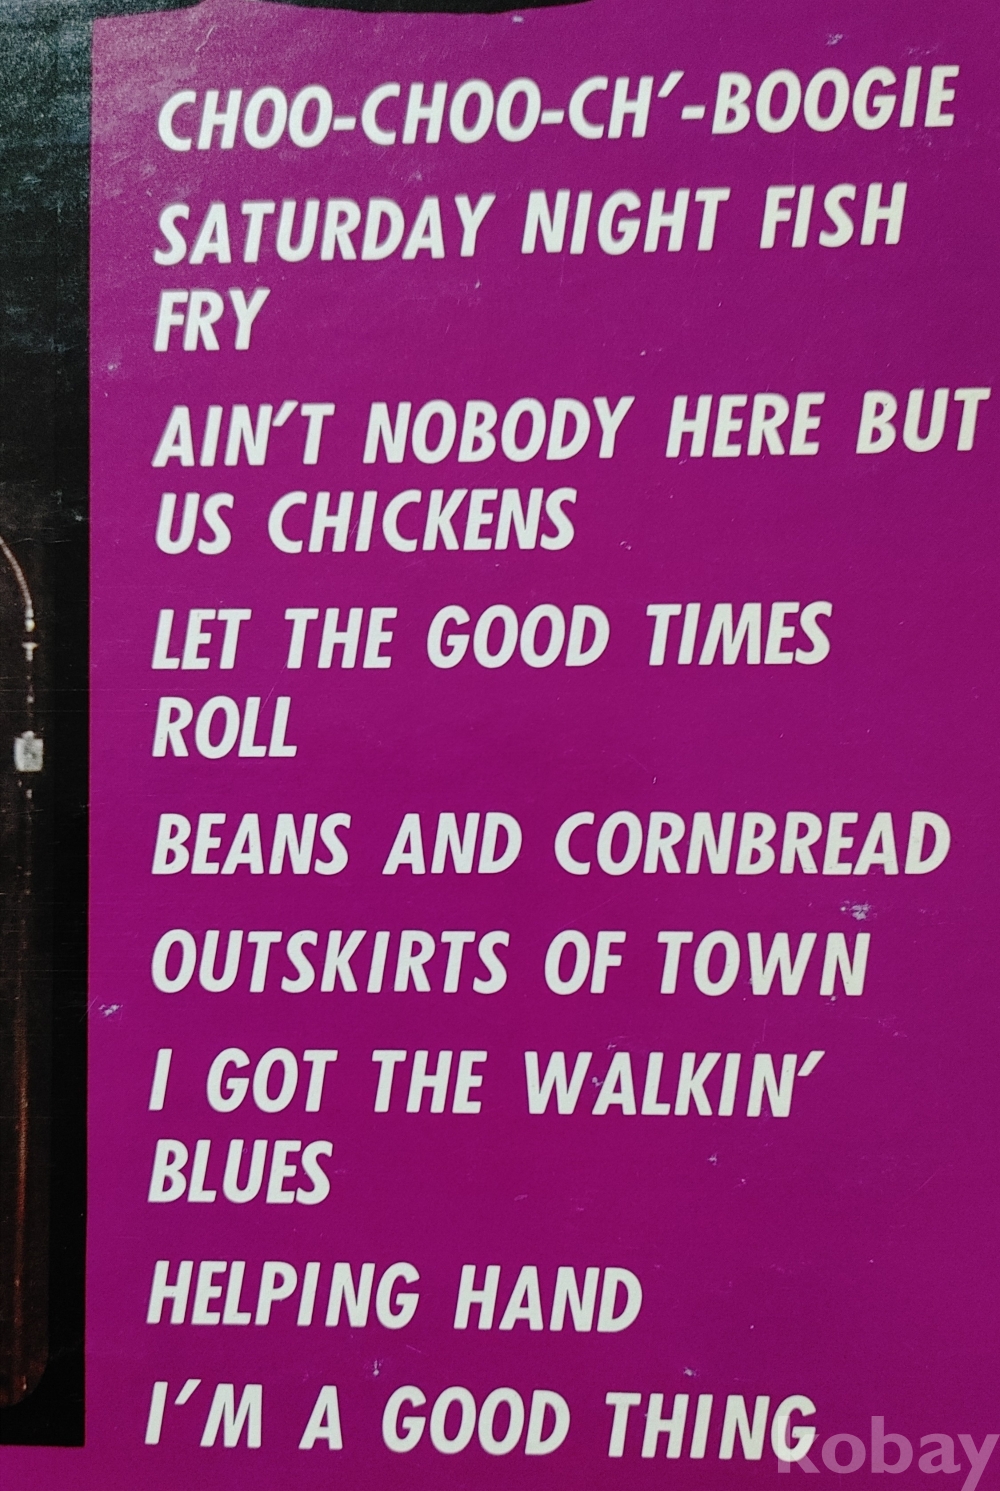 CHOO-CHOO-CH'-BOOGIE
SATURDAY NIGHT FISH
FRY
AIN'T NOBODY HERE BUT
US CHICKENS
LET THE GOOD TIMES
ROLL
BEANS AND CORNBREAD
OUTSKIRTS OF TOWN
I GOT THE WALKIN'
BLUES
HELPING HAND
I'M A GOOD THING
kobay